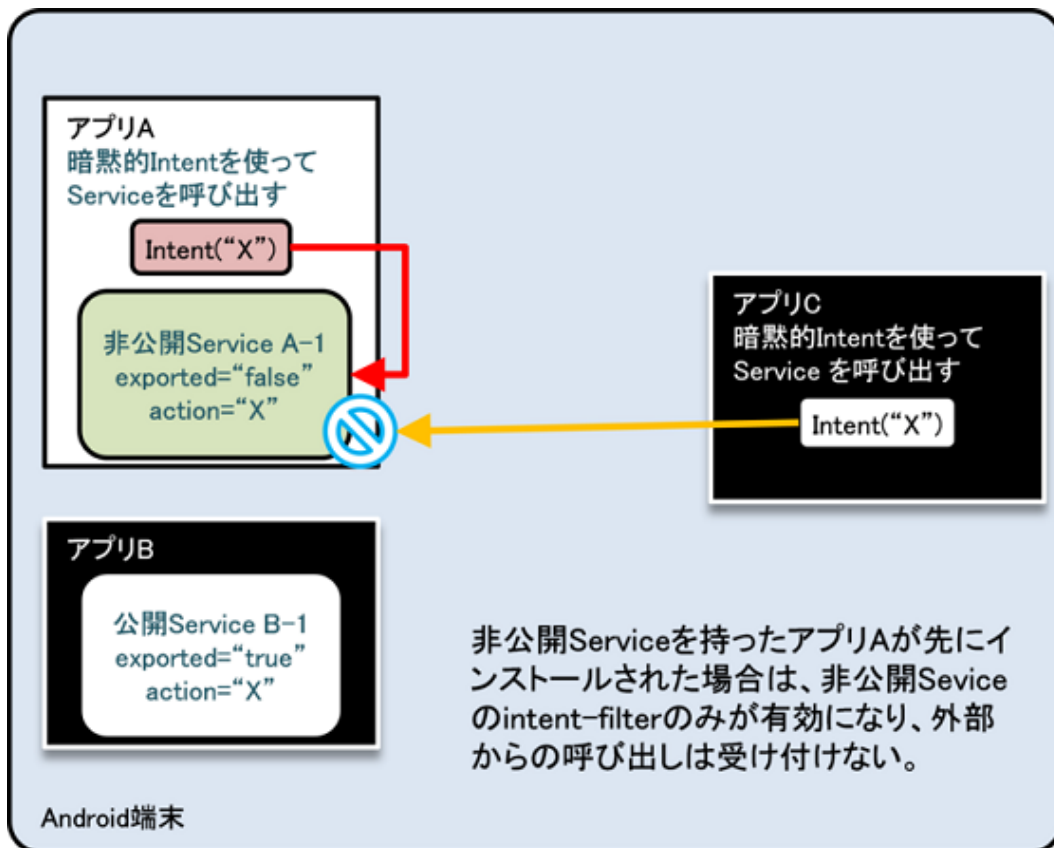 アプリA
暗黙的Intentを使って
Serviceを呼び出す
Intent(“X”)
非公開Service A-1
exported=“false”
action=“X”
アプリC
暗黙的Intentを使って
Service を呼び出す
Intent(“X”)
アプリB
公開Service B-1
exported=“true”
action=“X”
非公開Serviceを持ったアプリAが先にイ
ンストールされた場合は、非公開Sevice
のintent-filterのみが有効になり、外部
からの呼び出しは受け付けない。
Android端末